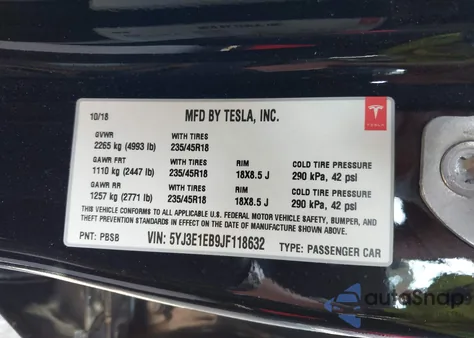 10/18 MFD BY TESLA, INC.
TESLA
GVWR WITH TIRES
2265 kg (4993 lb) 235/45R18
GAWR FRT WITH TIRES RIM COLD TIRE PRESSURE
1110 kg (2447 lb) 235/45R18 18X8.5 J 290 kPa, 42 psi
GAWR RR WITH TIRES RIM COLD TIRE PRESSURE
1257 kg (2771 lb) 235/45R18 18X8.5 J 290 kPa, 42 psi
THIS VEHICLE CONFORMS TO ALL APPLICABLE U.S. FEDERAL MOTOR VEHICLE SAFETY, BUMPER, AND
THEFT PREVENTION STANDARDS IN EFFECT ON THE DATE OF MANUFACTURE SHOWN ABOVE.
PNT: PBSB VIN: 5YJ3E1EB9JF118632 TYPE: PASSENGER CAR
autoSnap